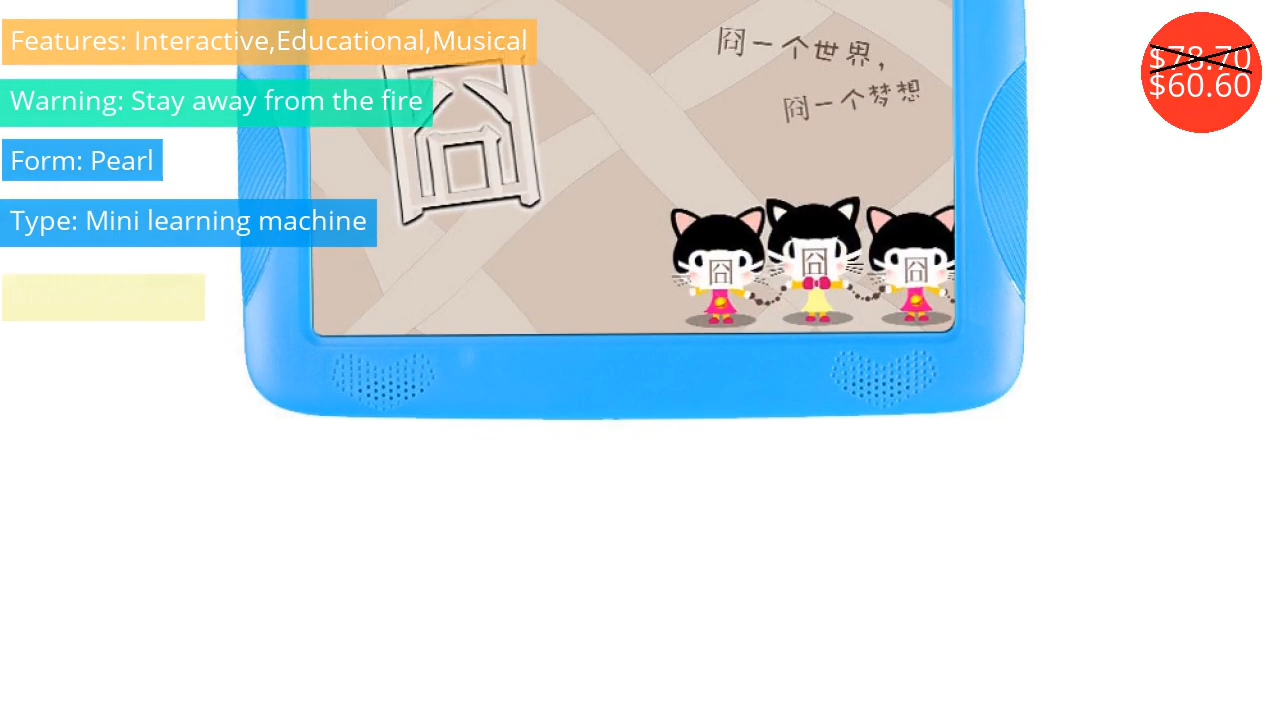 Features: Interactive,Educational,Musical
Warning: Stay away from the fire
Form: Pearl
Type: Mini learning machine
$78.70
$60.60
囧一个世界，
囧一个梦想
囧
囧
囧
囧